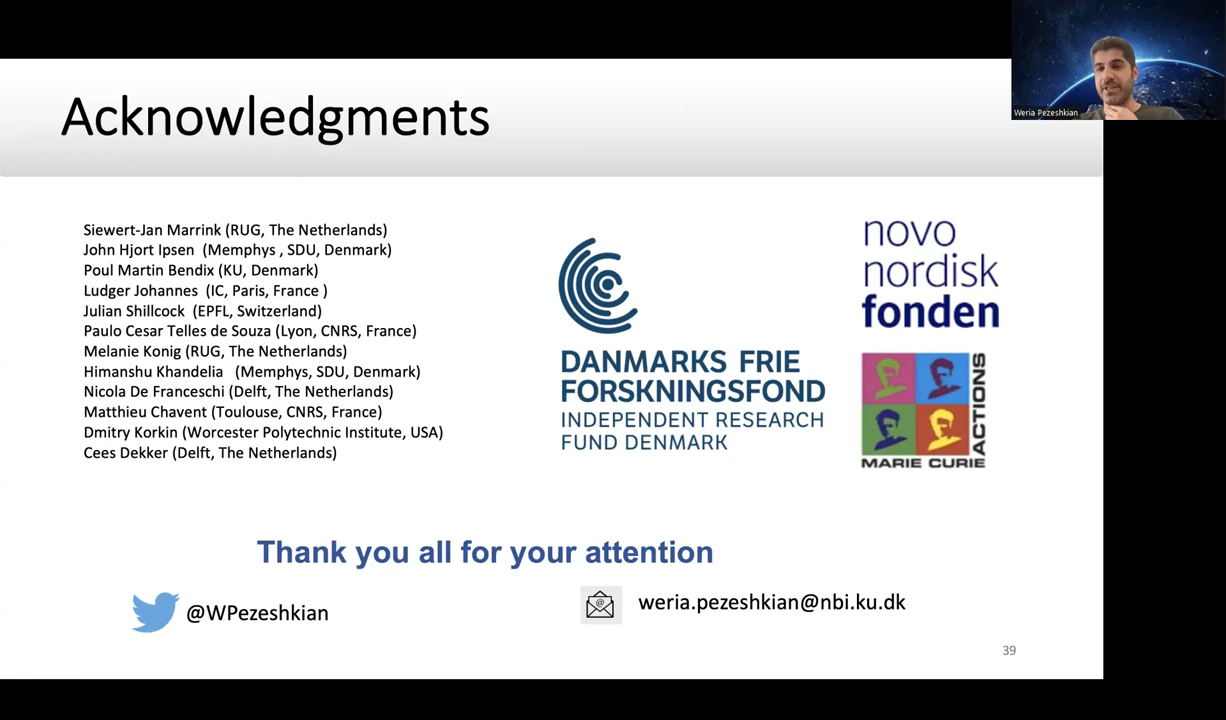 Acknowledgments
Weria Pezeshkian
Siewert-Jan Marrink (RUG, The Netherlands)
John Hjort Ipsen (Memphys , SDU, Denmark)
Poul Martin Bendix (KU, Denmark)
Ludger Johannes (IC, Paris, France )
Julian Shillcock (EPFL, Switzerland)
Paulo Cesar Telles de Souza (Lyon, CNRS, France)
Melanie Konig (RUG, The Netherlands)
Himanshu Khandelia (Memphys, SDU, Denmark)
Nicola De Franceschi (Delft, The Netherlands)
Matthieu Chavent (Toulouse, CNRS, France)
Dmitry Korkin (Worcester Polytechnic Institute, USA)
Cees Dekker (Delft, The Netherlands)
DANMARKS FRIE
FORSKNINGSFOND
INDEPENDENT RESEARCH
FUND DENMARK
novo
nordisk
fonden
MARIE CURIE
ACTIONS
Thank you all for your attention
@WPezeshkian
@
weria.pezeshkian@nbi.ku.dk
39